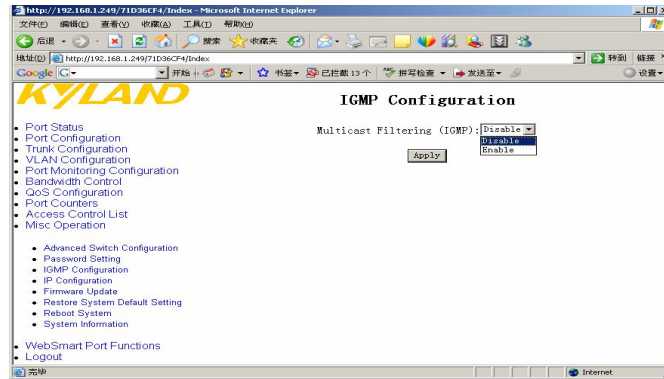 http://192.168.1.249/71D36CF4/Index - Microsoft Internet Explorer
文件(F) 编辑(E) 查看(V) 收藏(A) 工具(T) 帮助(H)
后退 搜索 收藏夹
地址(D) http://192.168.1.249/71D36CF4/Index 转到 链接 »
Google G 开始 书签 已拦截 13 个 拼写检查 发送至 设置
KYLAND
IGMP Configuration
Multicast Filtering (IGMP): Disable
Disable
Enable
Apply
Port Status
Port Configuration
Trunk Configuration
VLAN Configuration
Port Monitoring Configuration
Bandwidth Control
QoS Configuration
Port Counters
Access Control List
Misc Operation
Advanced Switch Configuration
Password Setting
IGMP Configuration
IP Configuration
Firmware Update
Restore System Default Setting
Reboot System
System Information
WebSmart Port Functions
Logout
完毕 Internet